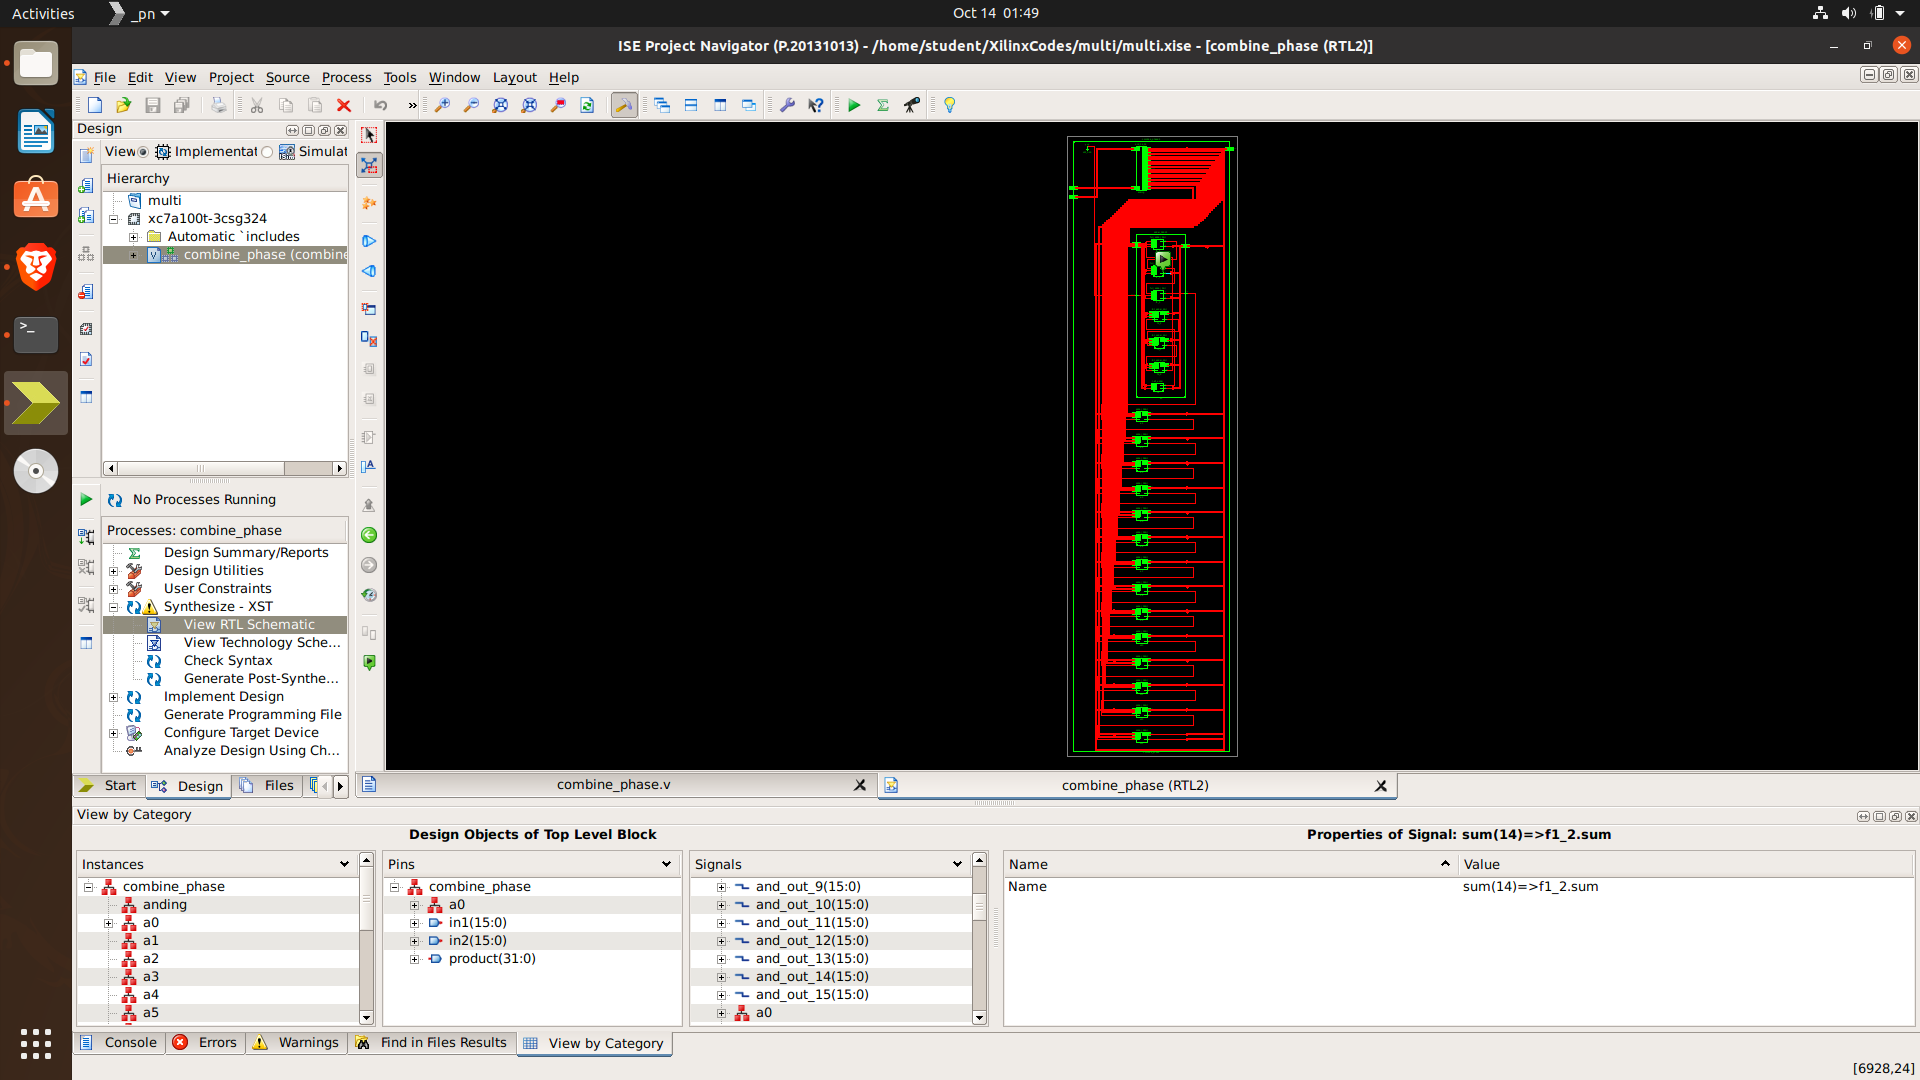 Activities
_pn
Oct 14 01:49
ISE Project Navigator (P.20131013) - /home/student/XilinxCodes/multi/multi.xise - [combine_phase (RTL2)]
File Edit View Project Source Process Tools Window Layout Help
Design
View Implementat Simulat
Hierarchy
multi
xc7a100t-3csg324
Automatic `includes
combine_phase (combine
No Processes Running
Processes: combine_phase
Design Summary/Reports
Design Utilities
User Constraints
Synthesize - XST
View RTL Schematic
View Technology Sche...
Check Syntax
Generate Post-Synthe...
Implement Design
Generate Programming File
Configure Target Device
Analyze Design Using Ch...
Start Design Files
combine_phase.v
combine_phase (RTL2)
View by Category
Design Objects of Top Level Block
Properties of Signal: sum(14)=>f1_2.sum
Instances
combine_phase
anding
a0
a1
a2
a3
a4
a5
Pins
combine_phase
a0
in1(15:0)
in2(15:0)
product(31:0)
Signals
and_out_9(15:0)
and_out_10(15:0)
and_out_11(15:0)
and_out_12(15:0)
and_out_13(15:0)
and_out_14(15:0)
and_out_15(15:0)
a0
Name Value
Name sum(14)=>f1_2.sum
Console Errors Warnings Find in Files Results View by Category
[6928,24]